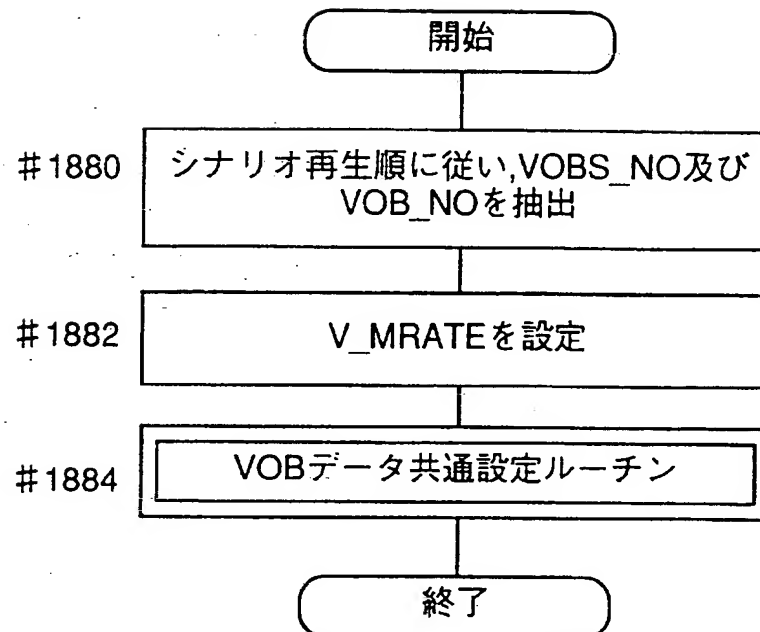 開始
#1880
シナリオ再生順に従い,VOBS_NO及び
VOB_NOを抽出
#1882
V_MRATEを設定
#1884
VOBデータ共通設定ルーチン
終了